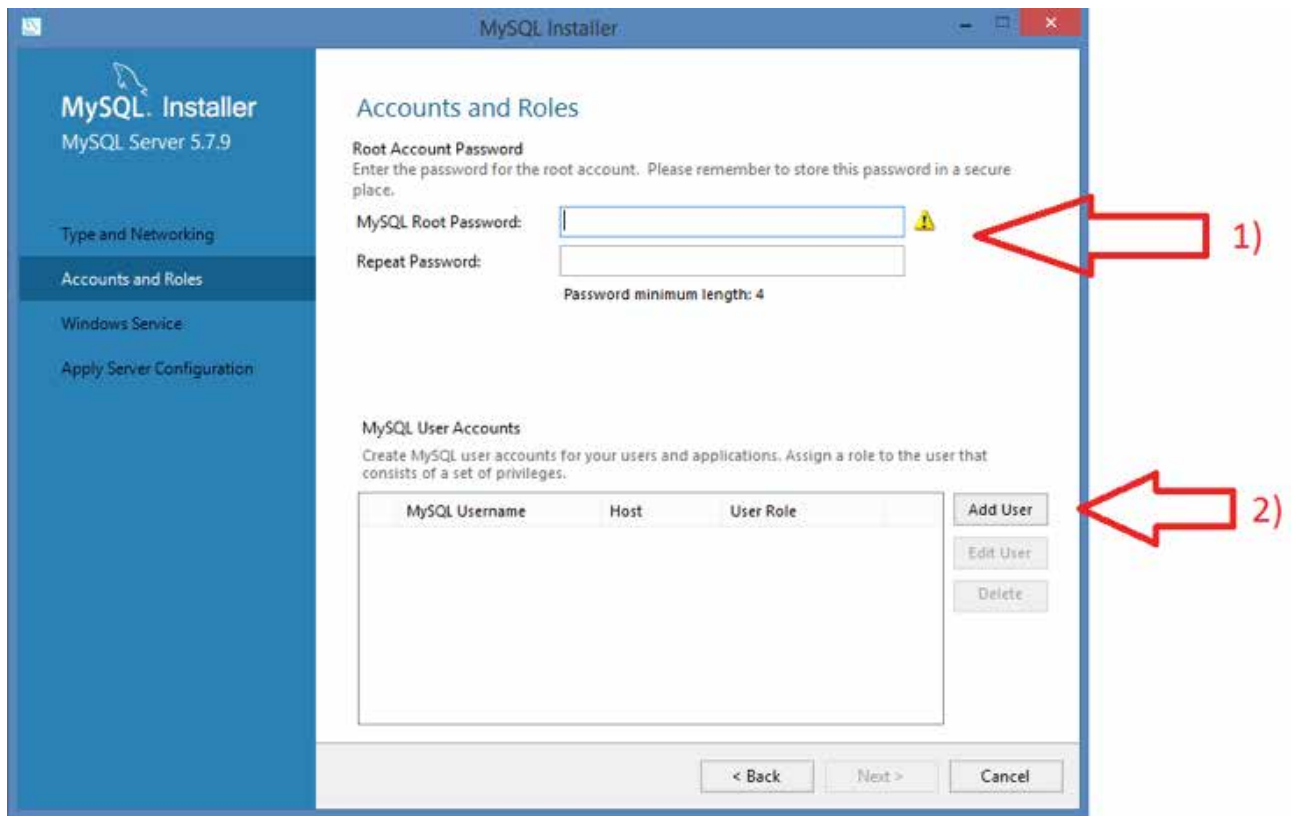 MySQL Installer
MySQL. Installer
MySQL Server 5.7.9
Type and Networking
Accounts and Roles
Windows Service
Apply Server Configuration
Accounts and Roles
Root Account Password
Enter the password for the root account. Please remember to store this password in a secure
place.
MySQL Root Password:
Repeat Password:
Password minimum length: 4
1)
MySQL User Accounts
Create MySQL user accounts for your users and applications. Assign a role to the user that
consists of a set of privileges.
MySQL Username Host User Role
Add User
Edit User
Delete
2)
< Back Next > Cancel